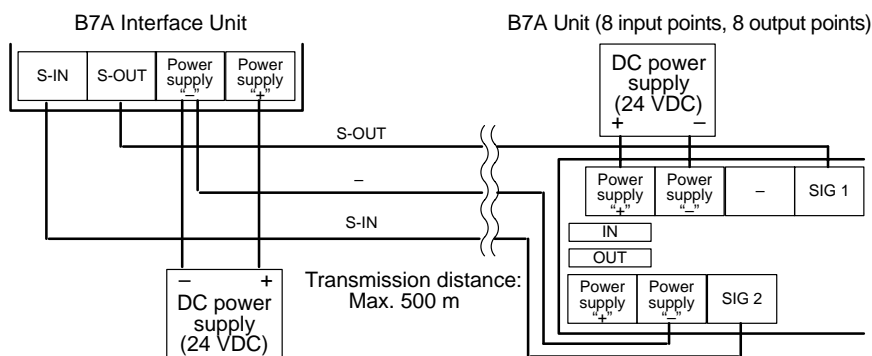 B7A Interface Unit
B7A Unit (8 input points, 8 output points)
S-IN
S-OUT
Power
supply
“–”
Power
supply
“+”
DC power
supply
(24 VDC)
+
–
S-OUT
–
S-IN
Power
supply
“+”
Power
supply
“–”
–
SIG 1
IN
OUT
–
+
DC power
supply
(24 VDC)
Transmission distance:
Max. 500 m
Power
supply
“+”
Power
supply
“–”
SIG 2